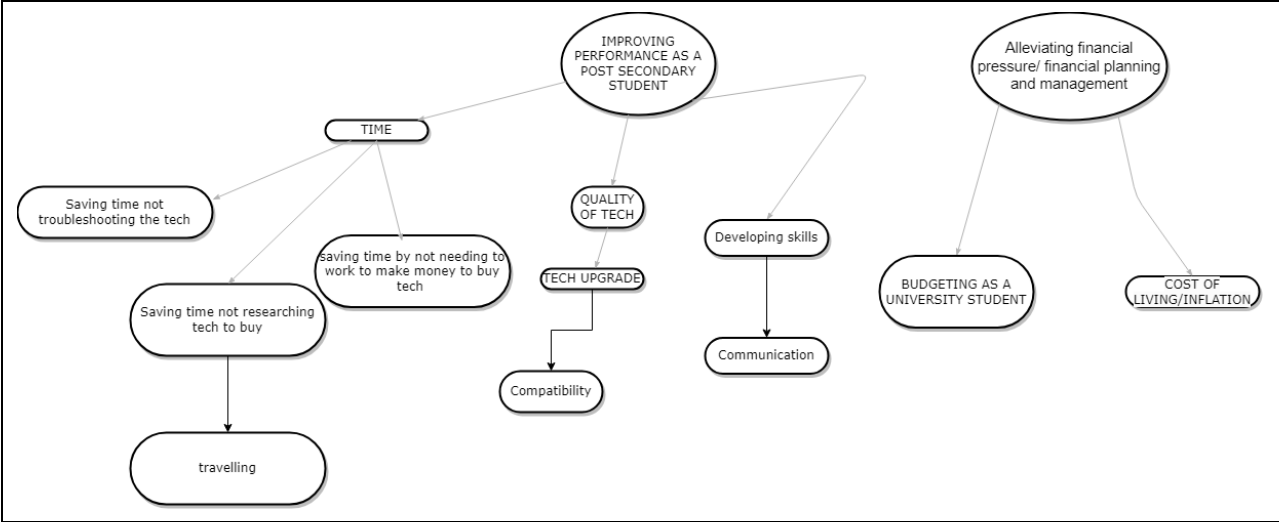 IMPROVING
PERFORMANCE AS A
POST SECONDARY
STUDENT
Alleviating financial
pressure/ financial planning
and management
TIME
Saving time not
troubleshooting the tech
QUALITY
OF TECH
Developing skills
saving time by not needing to
work to make money to buy
tech
TECH UPGRADE
BUDGETING AS A
UNIVERSITY STUDENT
COST OF
LIVING/INFLATION
Saving time not researching
tech to buy
Communication
Compatibility
travelling